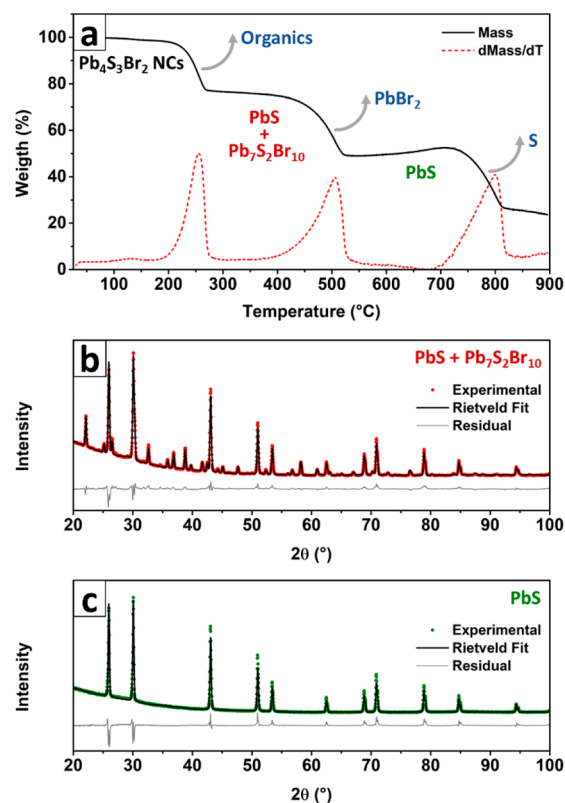 a
Pb₄S₃Br₂ NCs
Organics
Mass
dMass/dT
PbS
+
Pb₇S₂Br₁₀
PbBr₂
PbS
S
Weigth (%)
100
80
60
40
20
0
100 200 300 400 500 600 700 800 900
Temperature (°C)
b
PbS + Pb₇S₂Br₁₀
Experimental
Rietveld Fit
Residual
Intensity
20 30 40 50 60 70 80 90 100
2θ (°)
c
PbS
Experimental
Rietveld Fit
Residual
Intensity
20 30 40 50 60 70 80 90 100
2θ (°)